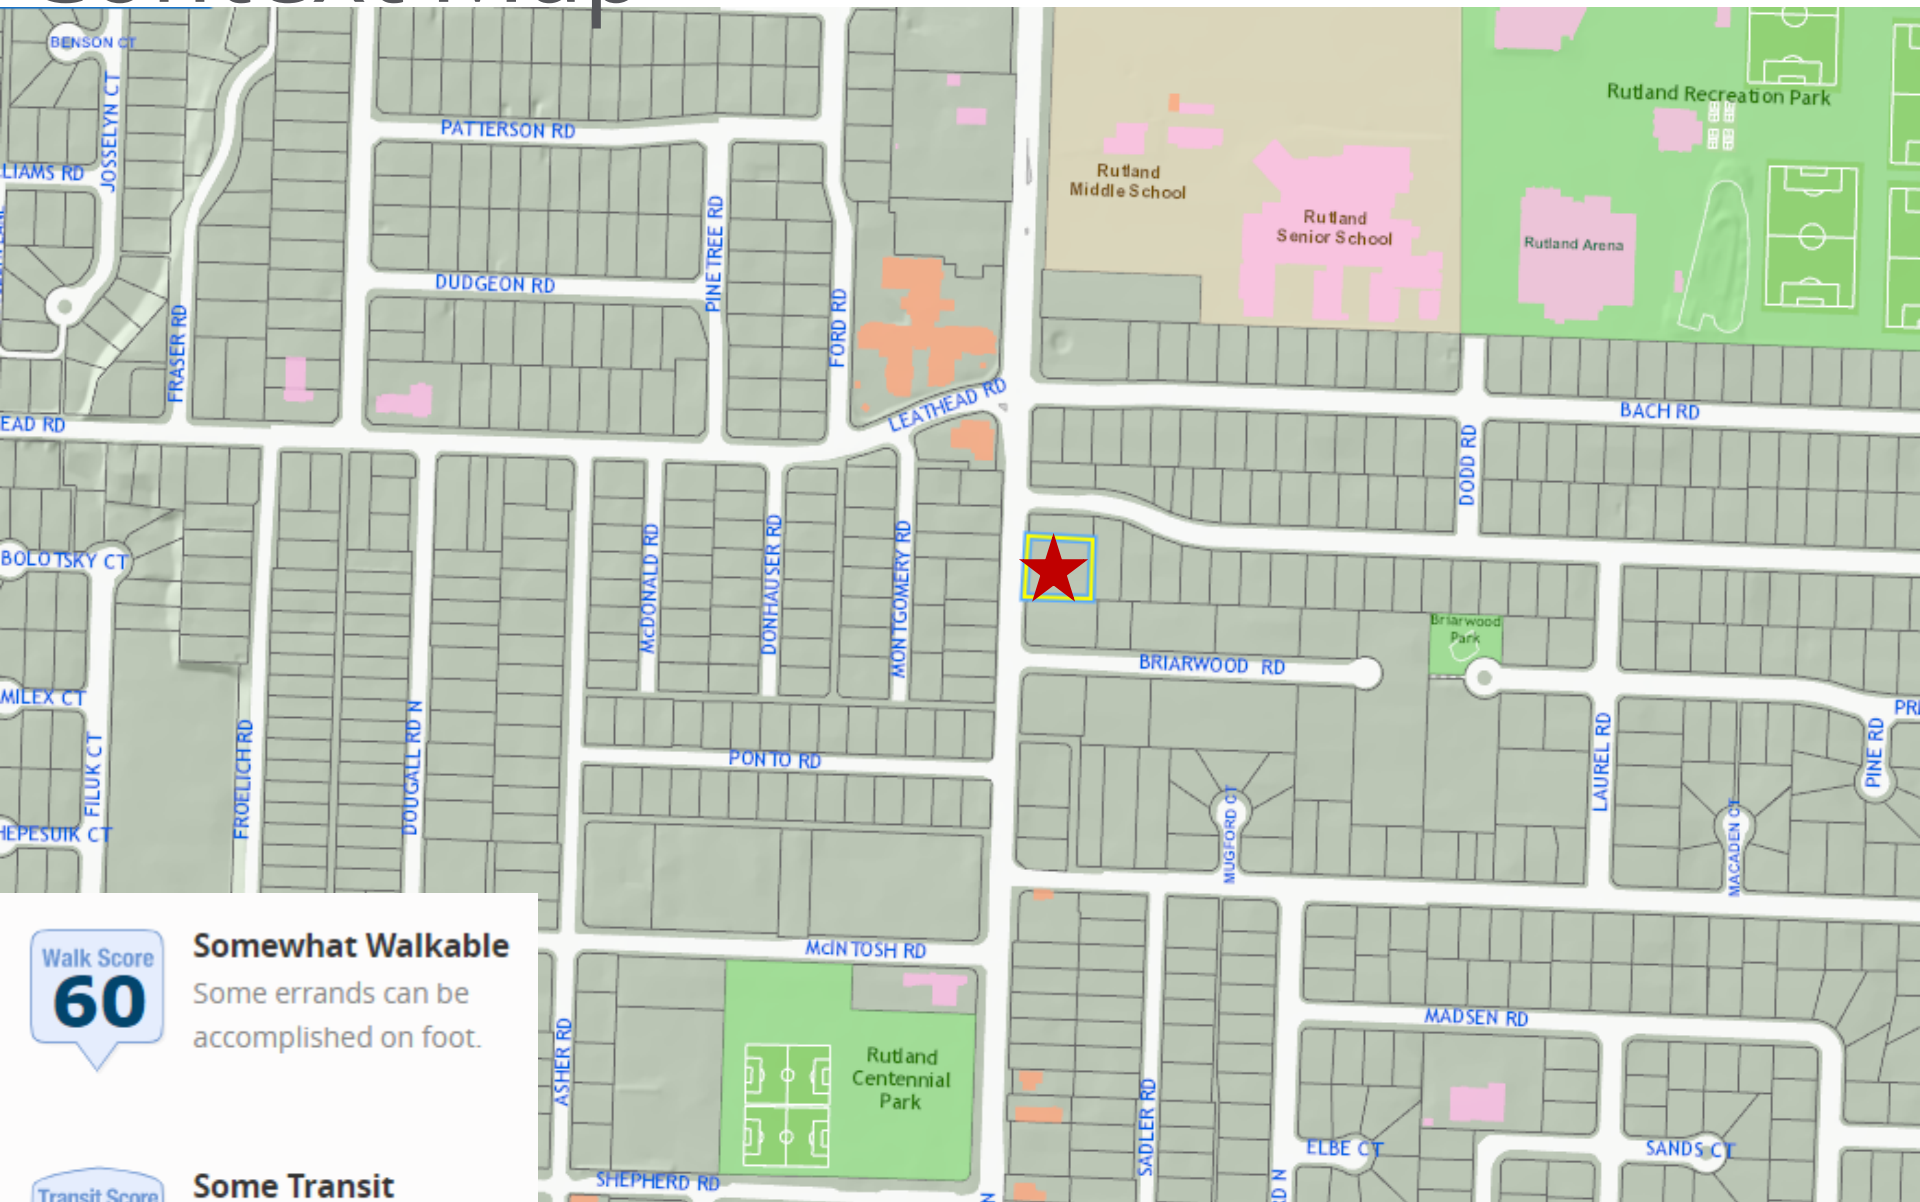 Context Map
BENSON CT
JOSSELYN CT
LIAMS RD
PATTERSON RD
PINETREE RD
DUDGEON RD
FRASER RD
FORD RD
EAD RD
LEATHEAD RD
Rutland
Middle School
Rutland
Senior School
Rutland Recreation Park
Rutland Arena
BACH RD
DODD RD
BOLOTSKY CT
McDONALD RD
DONHAUSER RD
MONTGOMERY RD
Briarwood
Park
BRIARWOOD RD
MILEX CT
FILUK CT
HEPESUIK CT
FROELICH RD
DOUGALL RD N
PONTO RD
MUGFORD CT
LAUREL RD
MACADEN CT
PINE RD
PRI
McINTOSH RD
ASHER RD
Rutland
Centennial
Park
SHEPHERD RD
SADLER RD
MADSEN RD
ELBE CT
SANDS CT
N
D N
Walk Score
60
Somewhat Walkable
Some errands can be
accomplished on foot.
Transit Score
Some Transit